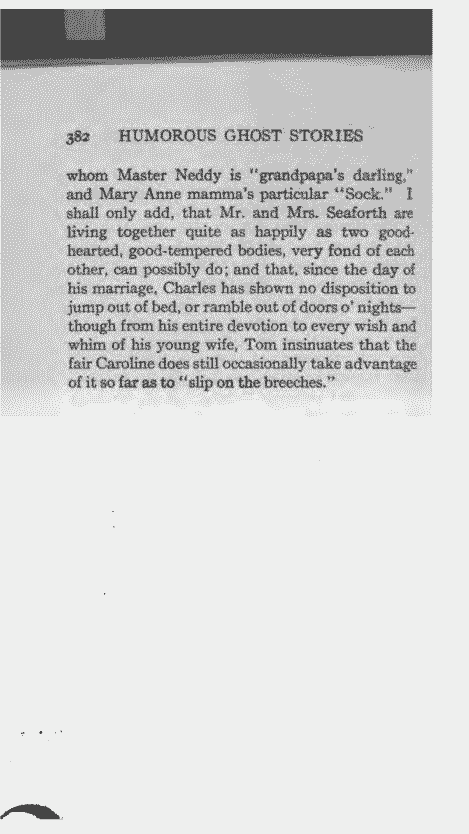 382 HUMOROUS GHOST STORIES
whom Master Neddy is "grandpapa's darling,"
and Mary Anne mamma's particular "Sock." I
shall only add, that Mr. and Mrs. Seaforth are
living together quite as happily as two good-
hearted, good-tempered bodies, very fond of each
other, can possibly do; and that, since the day of
his marriage, Charles has shown no disposition to
jump out of bed, or ramble out of doors o' nights—
though from his entire devotion to every wish and
whim of his young wife, Tom insinuates that the
fair Caroline does still occasionally take advantage
of it so far as to "slip on the breeches."